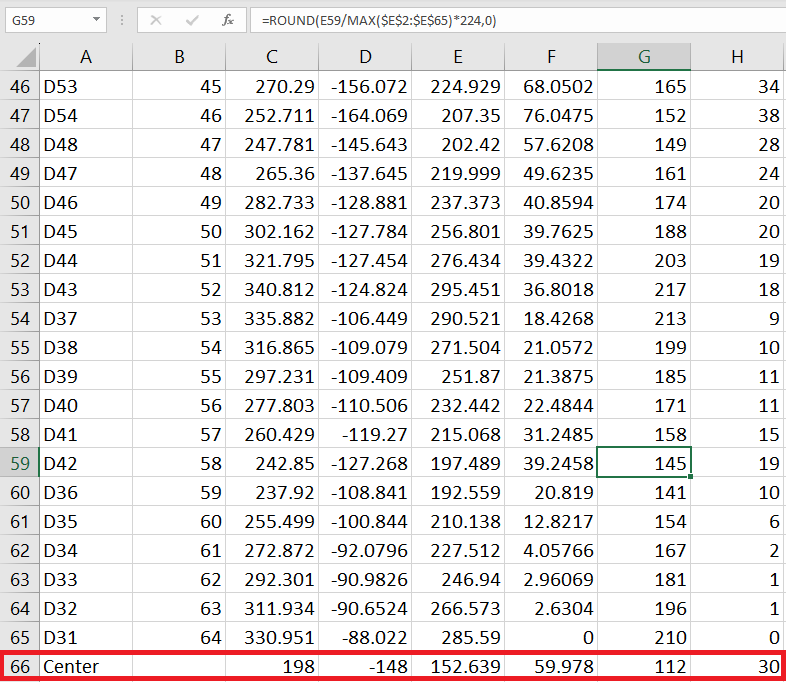 G59 fx =ROUND(E59/MAX($E$2:$E$65)*224,0)
A B C D E F G H
46 D53 45 270.29 -156.072 224.929 68.0502 165 34
47 D54 46 252.711 -164.069 207.35 76.0475 152 38
48 D48 47 247.781 -145.643 202.42 57.6208 149 28
49 D47 48 265.36 -137.645 219.999 49.6235 161 24
50 D46 49 282.733 -128.881 237.373 40.8594 174 20
51 D45 50 302.162 -127.784 256.801 39.7625 188 20
52 D44 51 321.795 -127.454 276.434 39.4322 203 19
53 D43 52 340.812 -124.824 295.451 36.8018 217 18
54 D37 53 335.882 -106.449 290.521 18.4268 213 9
55 D38 54 316.865 -109.079 271.504 21.0572 199 10
56 D39 55 297.231 -109.409 251.87 21.3875 185 11
57 D40 56 277.803 -110.506 232.442 22.4844 171 11
58 D41 57 260.429 -119.27 215.068 31.2485 158 15
59 D42 58 242.85 -127.268 197.489 39.2458 145 19
60 D36 59 237.92 -108.841 192.559 20.819 141 10
61 D35 60 255.499 -100.844 210.138 12.8217 154 6
62 D34 61 272.872 -92.0796 227.512 4.05766 167 2
63 D33 62 292.301 -90.9826 246.94 2.96069 181 1
64 D32 63 311.934 -90.6524 266.573 2.6304 196 1
65 D31 64 330.951 -88.022 285.59 0 210 0
66 Center 198 -148 152.639 59.978 112 30